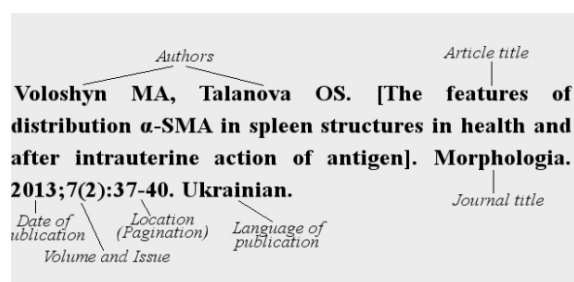 Authors
Article title
Voloshyn MA, Talanova OS. [The features of
distribution α-SMA in spleen structures in health and
after intrauterine action of antigen]. Morphologia.
2013;7(2):37-40. Ukrainian.
Journal title
Date of
ublication
Location
(Pagination)
Language of
publication
Volume and Issue